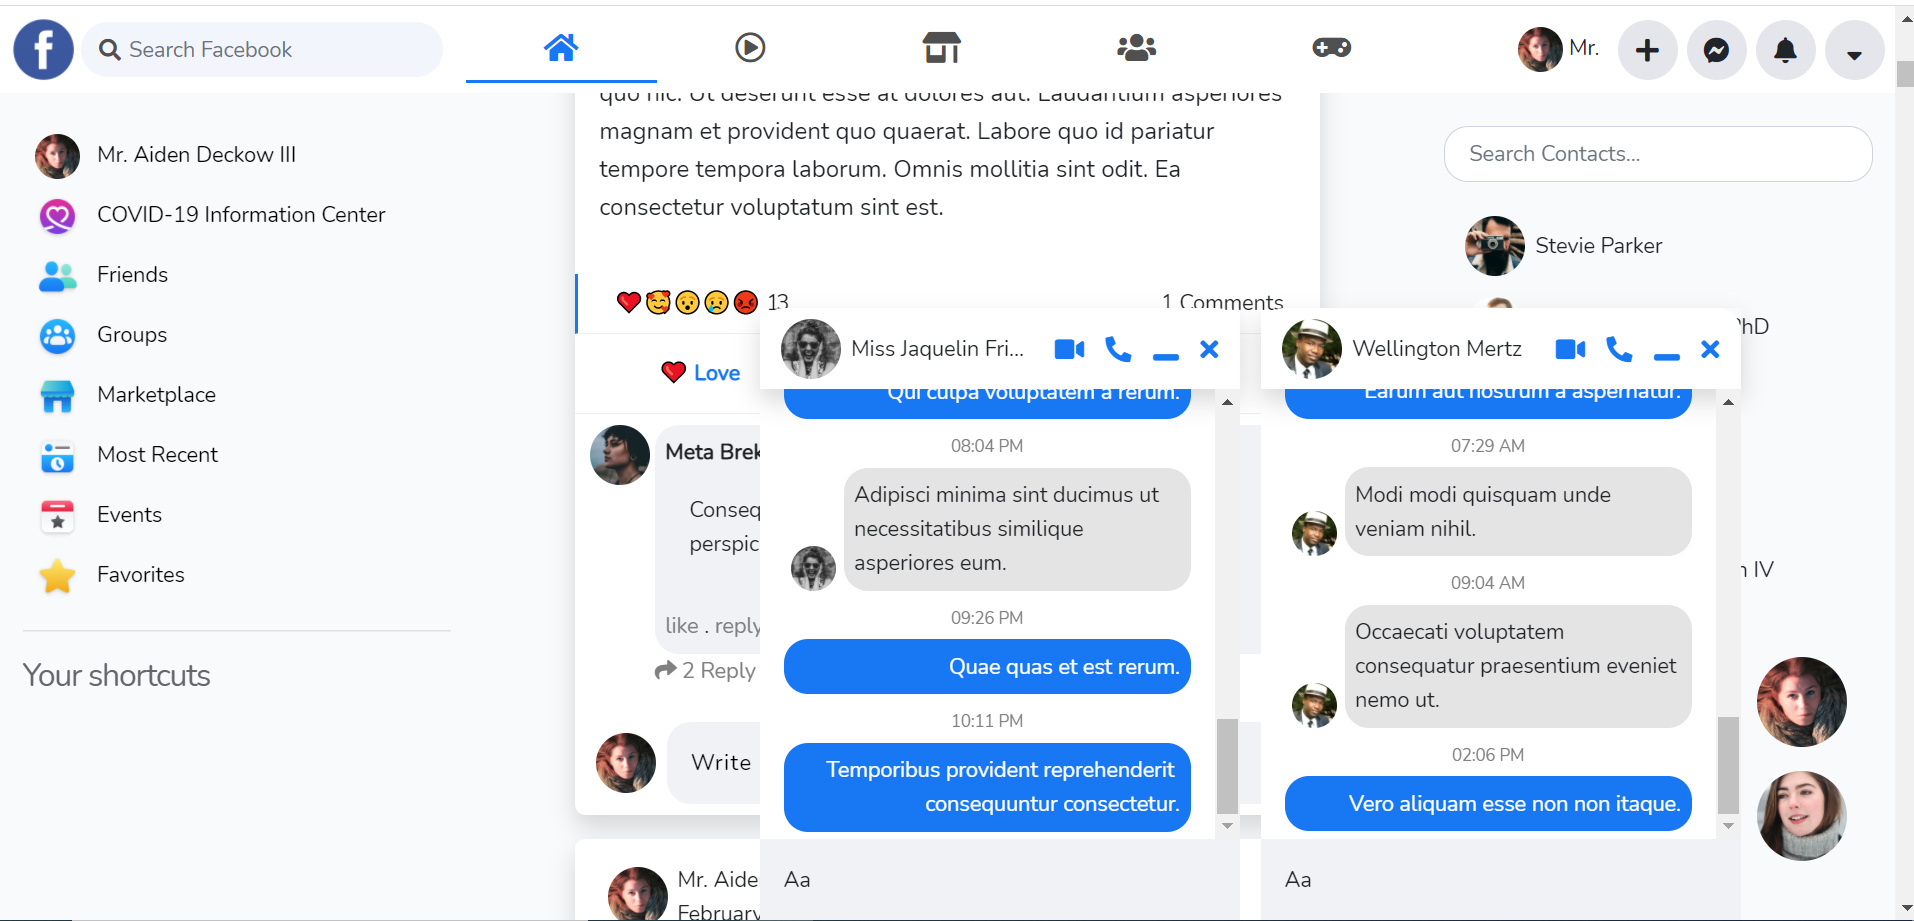 Search Facebook
Mr.
Mr. Aiden Deckow III
COVID-19 Information Center
Friends
Groups
Marketplace
Most Recent
Events
Favorites
Your shortcuts
quo hic. Ut deserunt esse at dolores aut. Laudantium asperiores
magnam et provident quo quaerat. Labore quo id pariatur
tempore tempora laborum. Omnis mollitia sint odit. Ea
consectetur voluptatum sint est.
13
1 Comments
Love
Meta Brek
Conseq
perspic
like . reply
2 Reply
Write
Mr. Aide
February
Miss Jaquelin Fri...
Qui culpa voluptatem a rerum.
08:04 PM
Adipisci minima sint ducimus ut
necessitatibus similique
asperiores eum.
09:26 PM
Quae quas et est rerum.
10:11 PM
Temporibus provident reprehenderit
consequuntur consectetur.
Aa
Wellington Mertz
Earum aut nostrum a aspernatur.
07:29 AM
Modi modi quisquam unde
veniam nihil.
09:04 AM
Occaecati voluptatem
consequatur praesentium eveniet
nemo ut.
02:06 PM
Vero aliquam esse non non itaque.
Aa
Search Contacts...
Stevie Parker
hD
IV